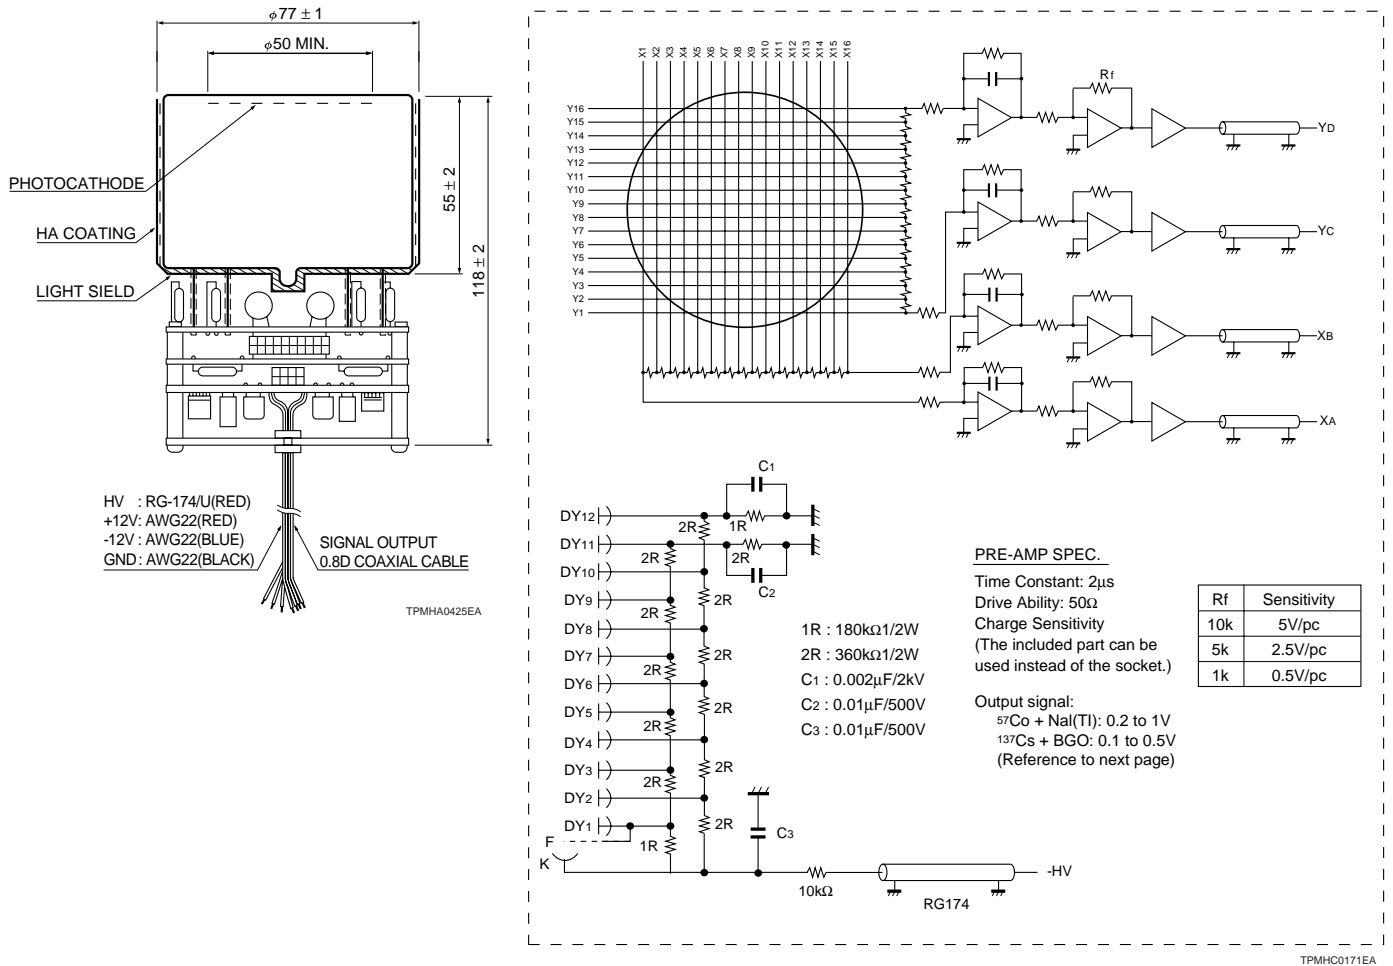 φ77 ± 1
φ50 MIN.
PHOTOCATHODE
HA COATING
LIGHT SIELD
55 ± 2
118 ± 2
HV : RG-174/U(RED)
+12V: AWG22(RED)
-12V: AWG22(BLUE)
GND: AWG22(BLACK)
SIGNAL OUTPUT
0.8D COAXIAL CABLE
TPMHA0425EA
X1
X2
X3
X4
X5
X6
X7
X8
X9
X10
X11
X12
X13
X14
X15
X16
Y16
Y15
Y14
Y13
Y12
Y11
Y10
Y9
Y8
Y7
Y6
Y5
Y4
Y3
Y2
Y1
Rf
YD
YC
XB
XA
C1
DY12
2R
1R
DY11
2R
2R
DY10
C2
DY9
2R
2R
DY8
DY7
2R
2R
DY6
DY5
2R
2R
DY4
DY3
2R
2R
DY2
DY1
2R
F
1R
K
C3
10kΩ
RG174
-HV
1R : 180kΩ1/2W
2R : 360kΩ1/2W
C1 : 0.002µF/2kV
C2 : 0.01µF/500V
C3 : 0.01µF/500V
PRE-AMP SPEC.
Time Constant: 2µs
Drive Ability: 50Ω
Charge Sensitivity
(The included part can be
used instead of the socket.)
Output signal:
57Co + NaI(Tl): 0.2 to 1V
137Cs + BGO: 0.1 to 0.5V
(Reference to next page)
Rf Sensitivity
10k 5V/pc
5k 2.5V/pc
1k 0.5V/pc
TPMHC0171EA